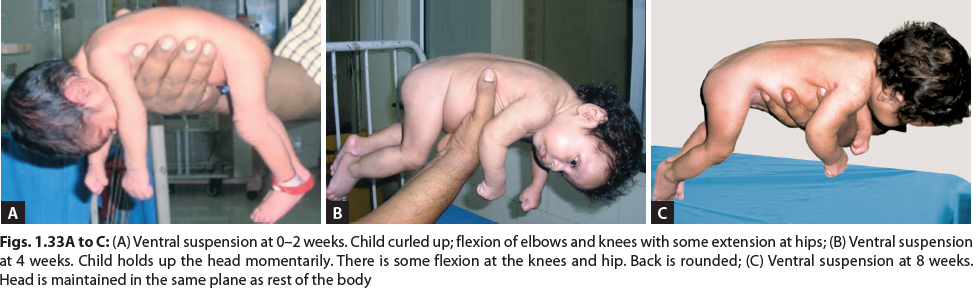 A
B
C
Figs. 1.33A to C: (A) Ventral suspension at 0–2 weeks. Child curled up; flexion of elbows and knees with some extension at hips; (B) Ventral suspension
at 4 weeks. Child holds up the head momentarily. There is some flexion at the knees and hip. Back is rounded; (C) Ventral suspension at 8 weeks.
Head is maintained in the same plane as rest of the body